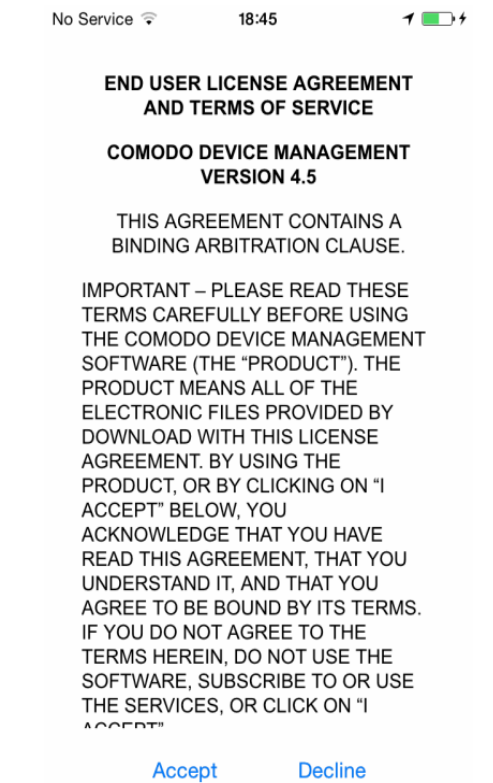 No Service 18:45
END USER LICENSE AGREEMENT
AND TERMS OF SERVICE
COMODO DEVICE MANAGEMENT
VERSION 4.5
THIS AGREEMENT CONTAINS A
BINDING ARBITRATION CLAUSE.
IMPORTANT – PLEASE READ THESE
TERMS CAREFULLY BEFORE USING
THE COMODO DEVICE MANAGEMENT
SOFTWARE (THE “PRODUCT”). THE
PRODUCT MEANS ALL OF THE
ELECTRONIC FILES PROVIDED BY
DOWNLOAD WITH THIS LICENSE
AGREEMENT. BY USING THE
PRODUCT, OR BY CLICKING ON “I
ACCEPT” BELOW, YOU
ACKNOWLEDGE THAT YOU HAVE
READ THIS AGREEMENT, THAT YOU
UNDERSTAND IT, AND THAT YOU
AGREE TO BE BOUND BY ITS TERMS.
IF YOU DO NOT AGREE TO THE
TERMS HEREIN, DO NOT USE THE
SOFTWARE, SUBSCRIBE TO OR USE
THE SERVICES, OR CLICK ON “I
ACCEPT”
Accept Decline